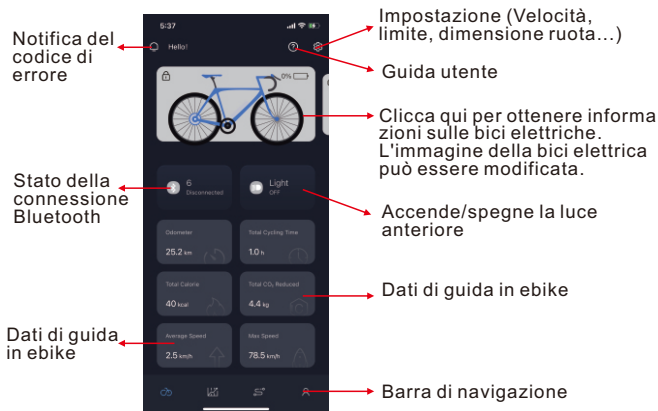 Notifica del
codice di
errore
Stato della
connessione
Bluetooth
Dati di guida
in ebike
5:37
Hello!
0%
6
Disconnected
Light
OFF
Odometer
25.2 km
Total Cycling Time
1.0 h
Total Calorie
40 kcal
Total CO₂ Reduced
4.4 kg
Average Speed
2.5 km/h
Max Speed
78.5 km/h
Impostazione (Velocità,
limite, dimensione ruota...)
Guida utente
Clicca qui per ottenere informa
zioni sulle bici elettriche.
L'immagine della bici elettrica
può essere modificata.
Accende/spegne la luce
anteriore
Dati di guida in ebike
Barra di navigazione